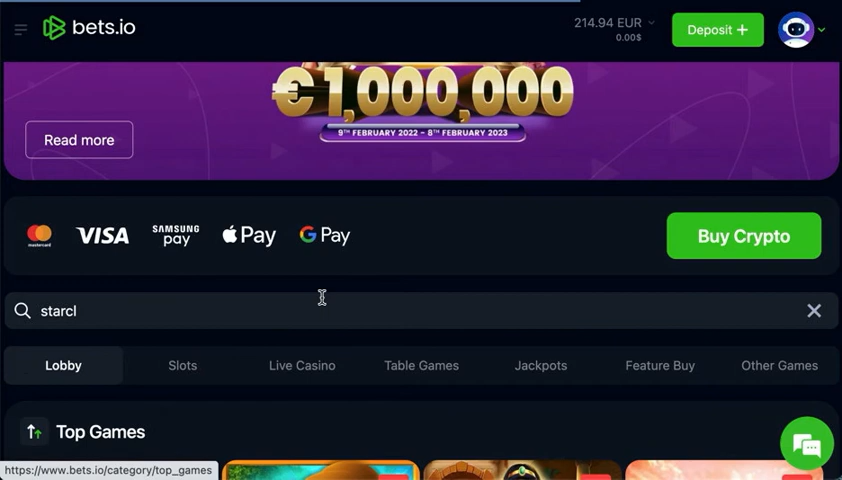 bets.io
214.94 EUR
0.00$
Deposit +
€1,000,000
9TH FEBRUARY 2022 - 8TH FEBRUARY 2023
Read more
mastercard
VISA
SAMSUNG pay
Pay
G Pay
Buy Crypto
starcl
Lobby
Slots
Live Casino
Table Games
Jackpots
Feature Buy
Other Games
Top Games
https://www.bets.io/category/top_games